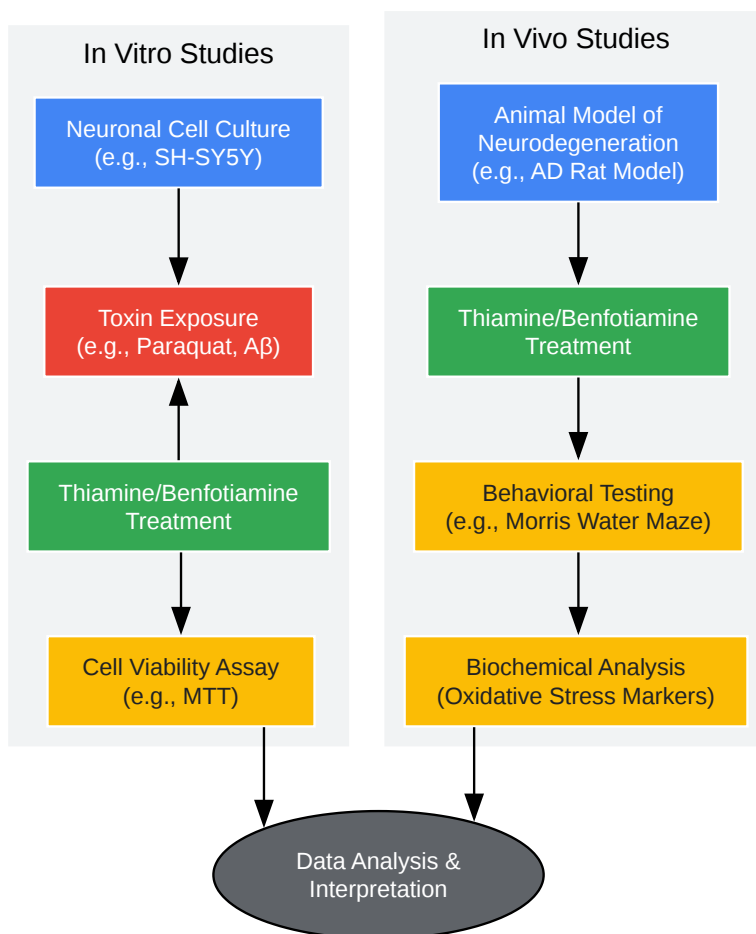 In Vitro Studies
Neuronal Cell Culture
(e.g., SH-SY5Y)
Toxin Exposure
(e.g., Paraquat, Aβ)
Thiamine/Benfotiamine
Treatment
Cell Viability Assay
(e.g., MTT)
In Vivo Studies
Animal Model of
Neurodegeneration
(e.g., AD Rat Model)
Thiamine/Benfotiamine
Treatment
Behavioral Testing
(e.g., Morris Water Maze)
Biochemical Analysis
(Oxidative Stress Markers)
Data Analysis &
Interpretation